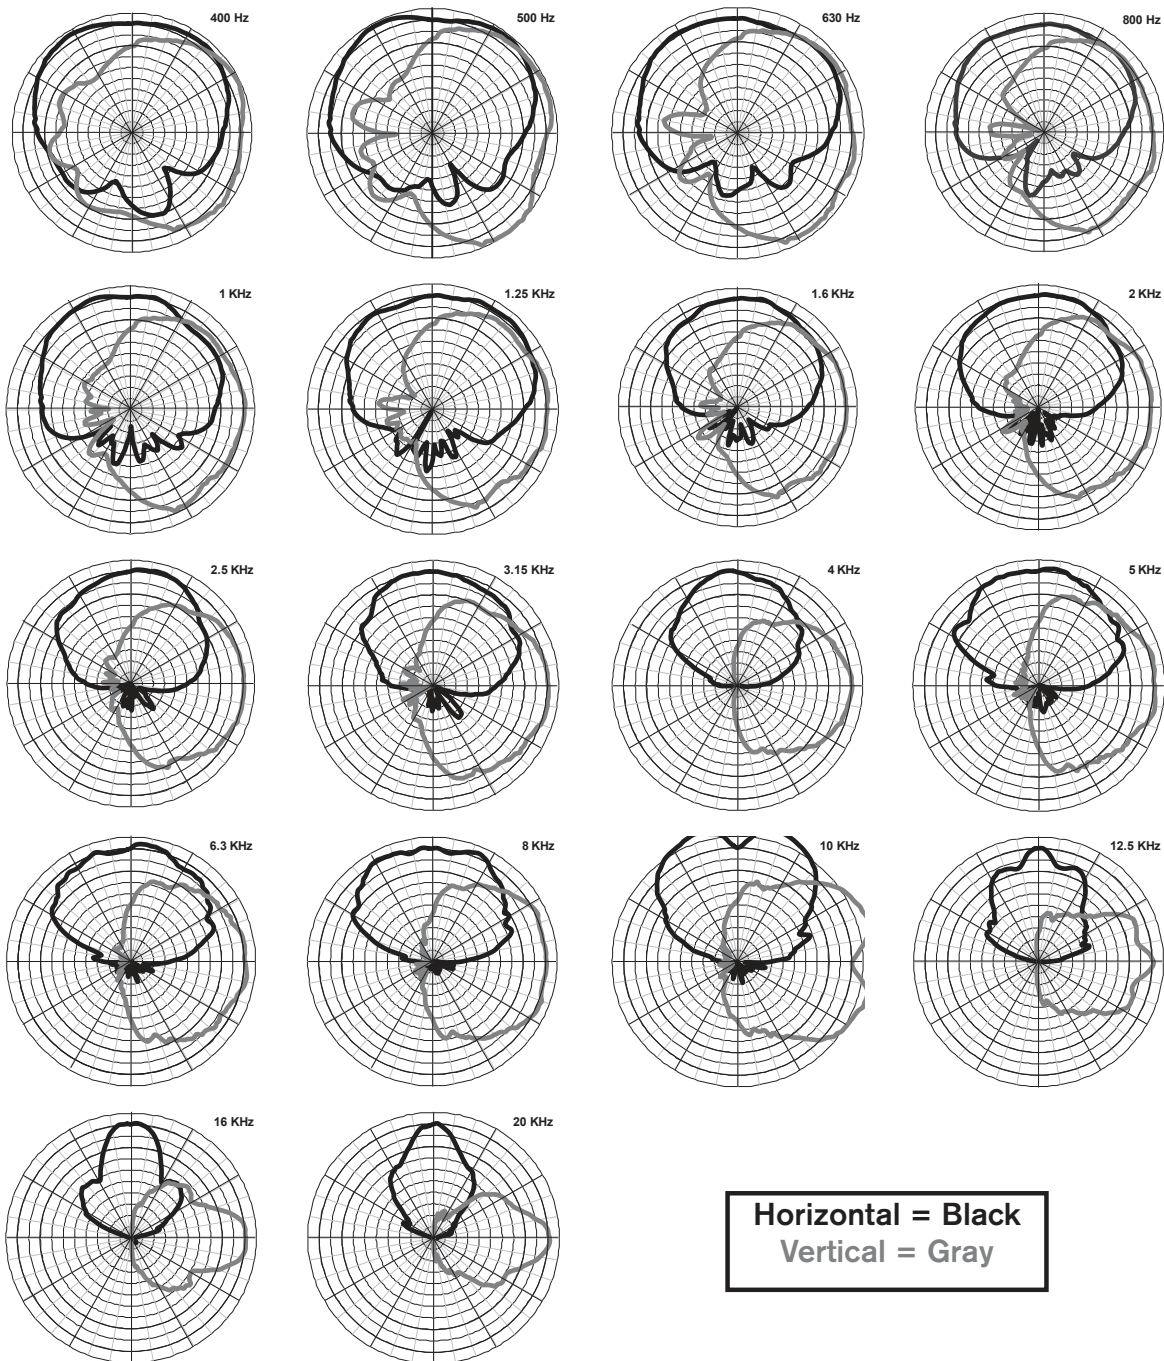 400 Hz
500 Hz
630 Hz
800 Hz
1 KHz
1.25 KHz
1.6 KHz
2 KHz
2.5 KHz
3.15 KHz
4 KHz
5 KHz
6.3 KHz
8 KHz
10 KHz
12.5 KHz
16 KHz
20 KHz
Horizontal = Black
Vertical = Gray